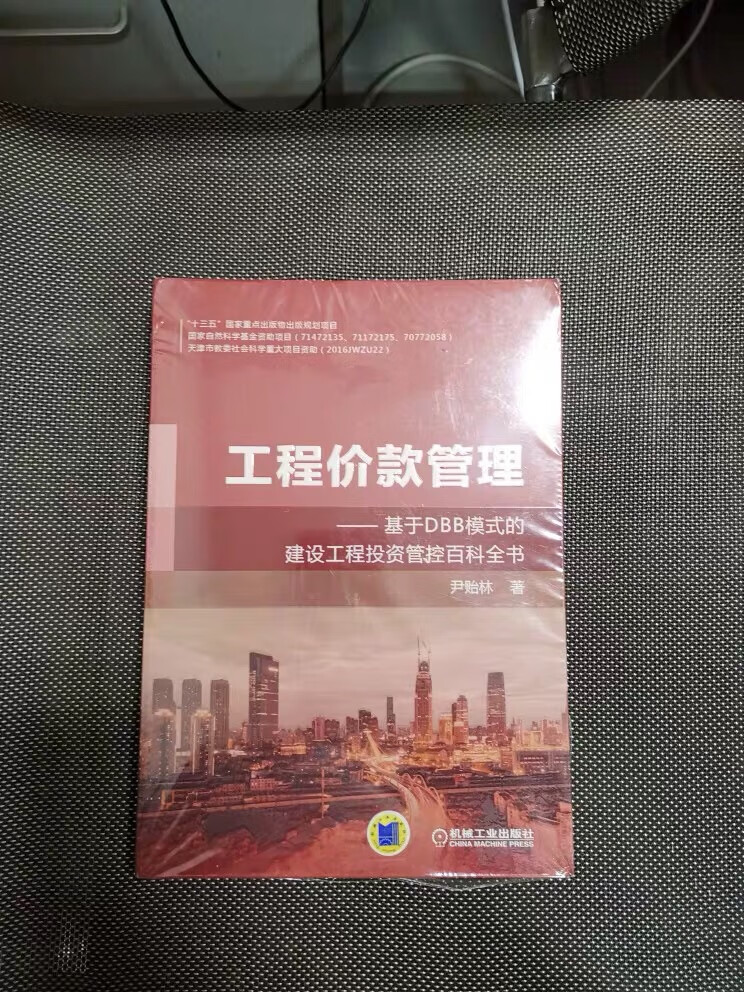 “十三五”国家重点出版物出版规划项目
国家自然科学基金资助项目（71472135、71172175、70772058）
天津市教委社会科学重大项目资助（2016JWZU22）
工程价款管理
——基于DBB模式的
建设工程投资管控百科全书
尹贻林 著
机械工业出版社
CHINA MACHINE PRESS